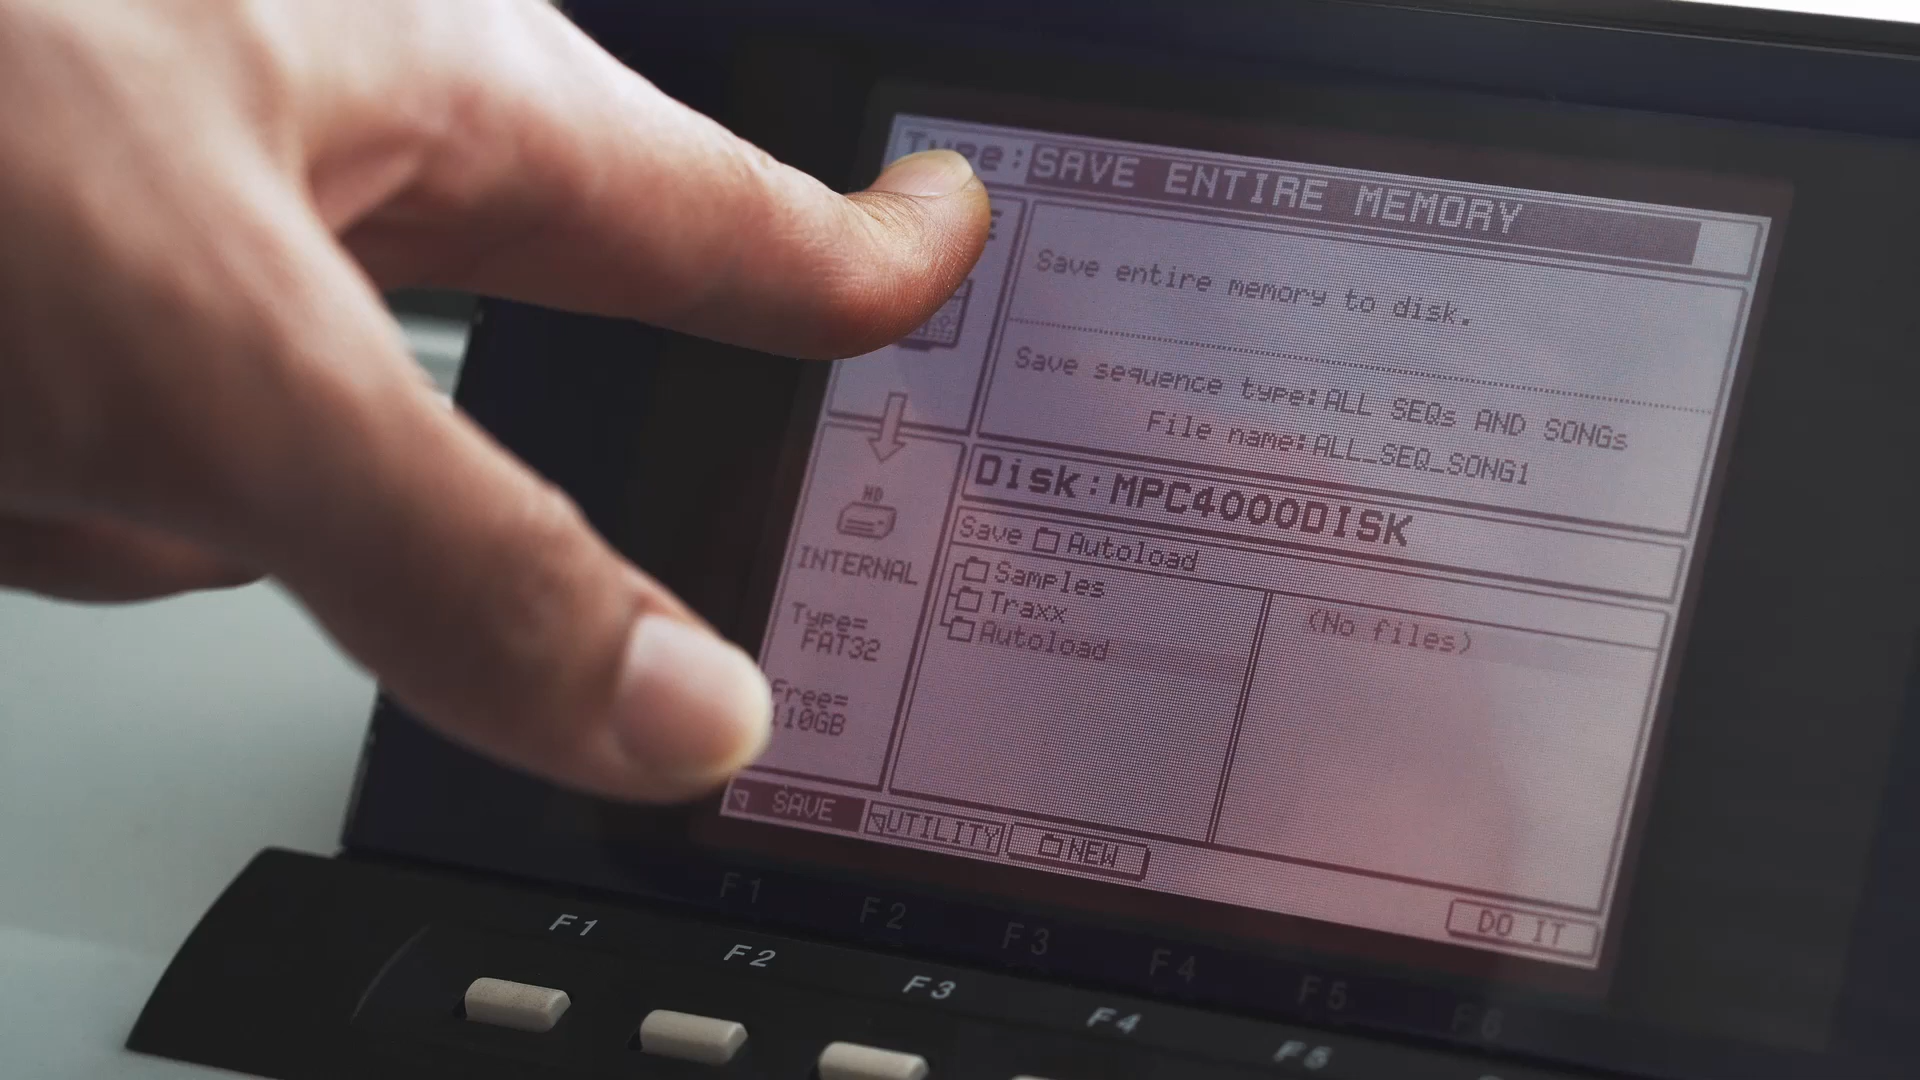 Type:SAVE ENTIRE MEMORY
Save entire memory to disk.
Save sequence type:ALL SEQs AND SONGs
File name:ALL_SEQ_SONG1
Disk:MPC4000DISK
HD
INTERNAL
Type=
FAT32
Free=
110GB
Save Autoload
Samples
Traxx
Autoload
(No files)
SAVE
UTILITY
NEW
DO IT
F1 F2 F3 F4 F5 F6
F1 F2 F3 F4 F5